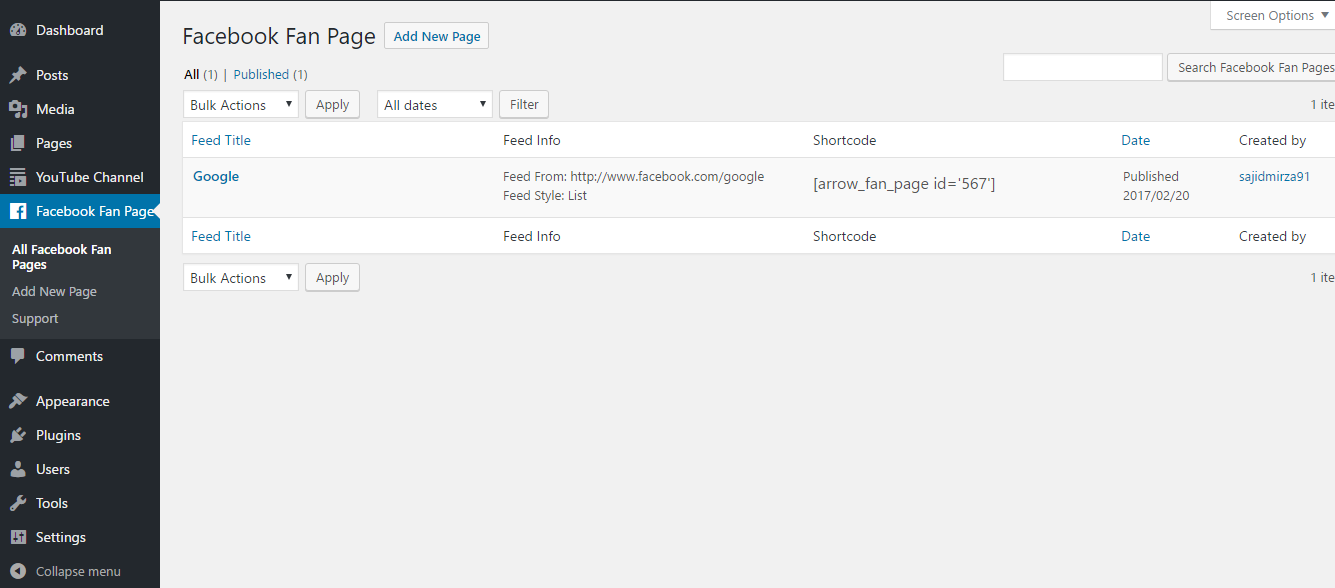 Dashboard
Posts
Media
Pages
YouTube Channel
Facebook Fan Page
All Facebook Fan
Pages
Add New Page
Support
Comments
Appearance
Plugins
Users
Tools
Settings
Collapse menu
Screen Options
Facebook Fan Page Add New Page
All (1) | Published (1)
Search Facebook Fan Pages
Bulk Actions Apply All dates Filter 1 ite
Feed Title Feed Info Shortcode Date Created by
Google Feed From: http://www.facebook.com/google [arrow_fan_page id='567'] Published sajidmirza91
Feed Style: List 2017/02/20
Feed Title Feed Info Shortcode Date Created by
Bulk Actions Apply 1 ite